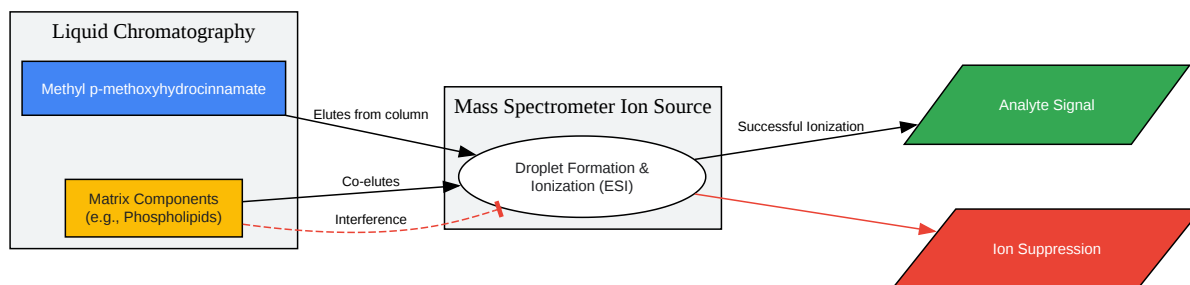 Liquid Chromatography
Methyl p-methoxyhydrocinnamate
Matrix Components
(e.g., Phospholipids)
Elutes from column
Co-elutes
Interference
Mass Spectrometer Ion Source
Droplet Formation &
Ionization (ESI)
Successful Ionization
Analyte Signal
Ion Suppression